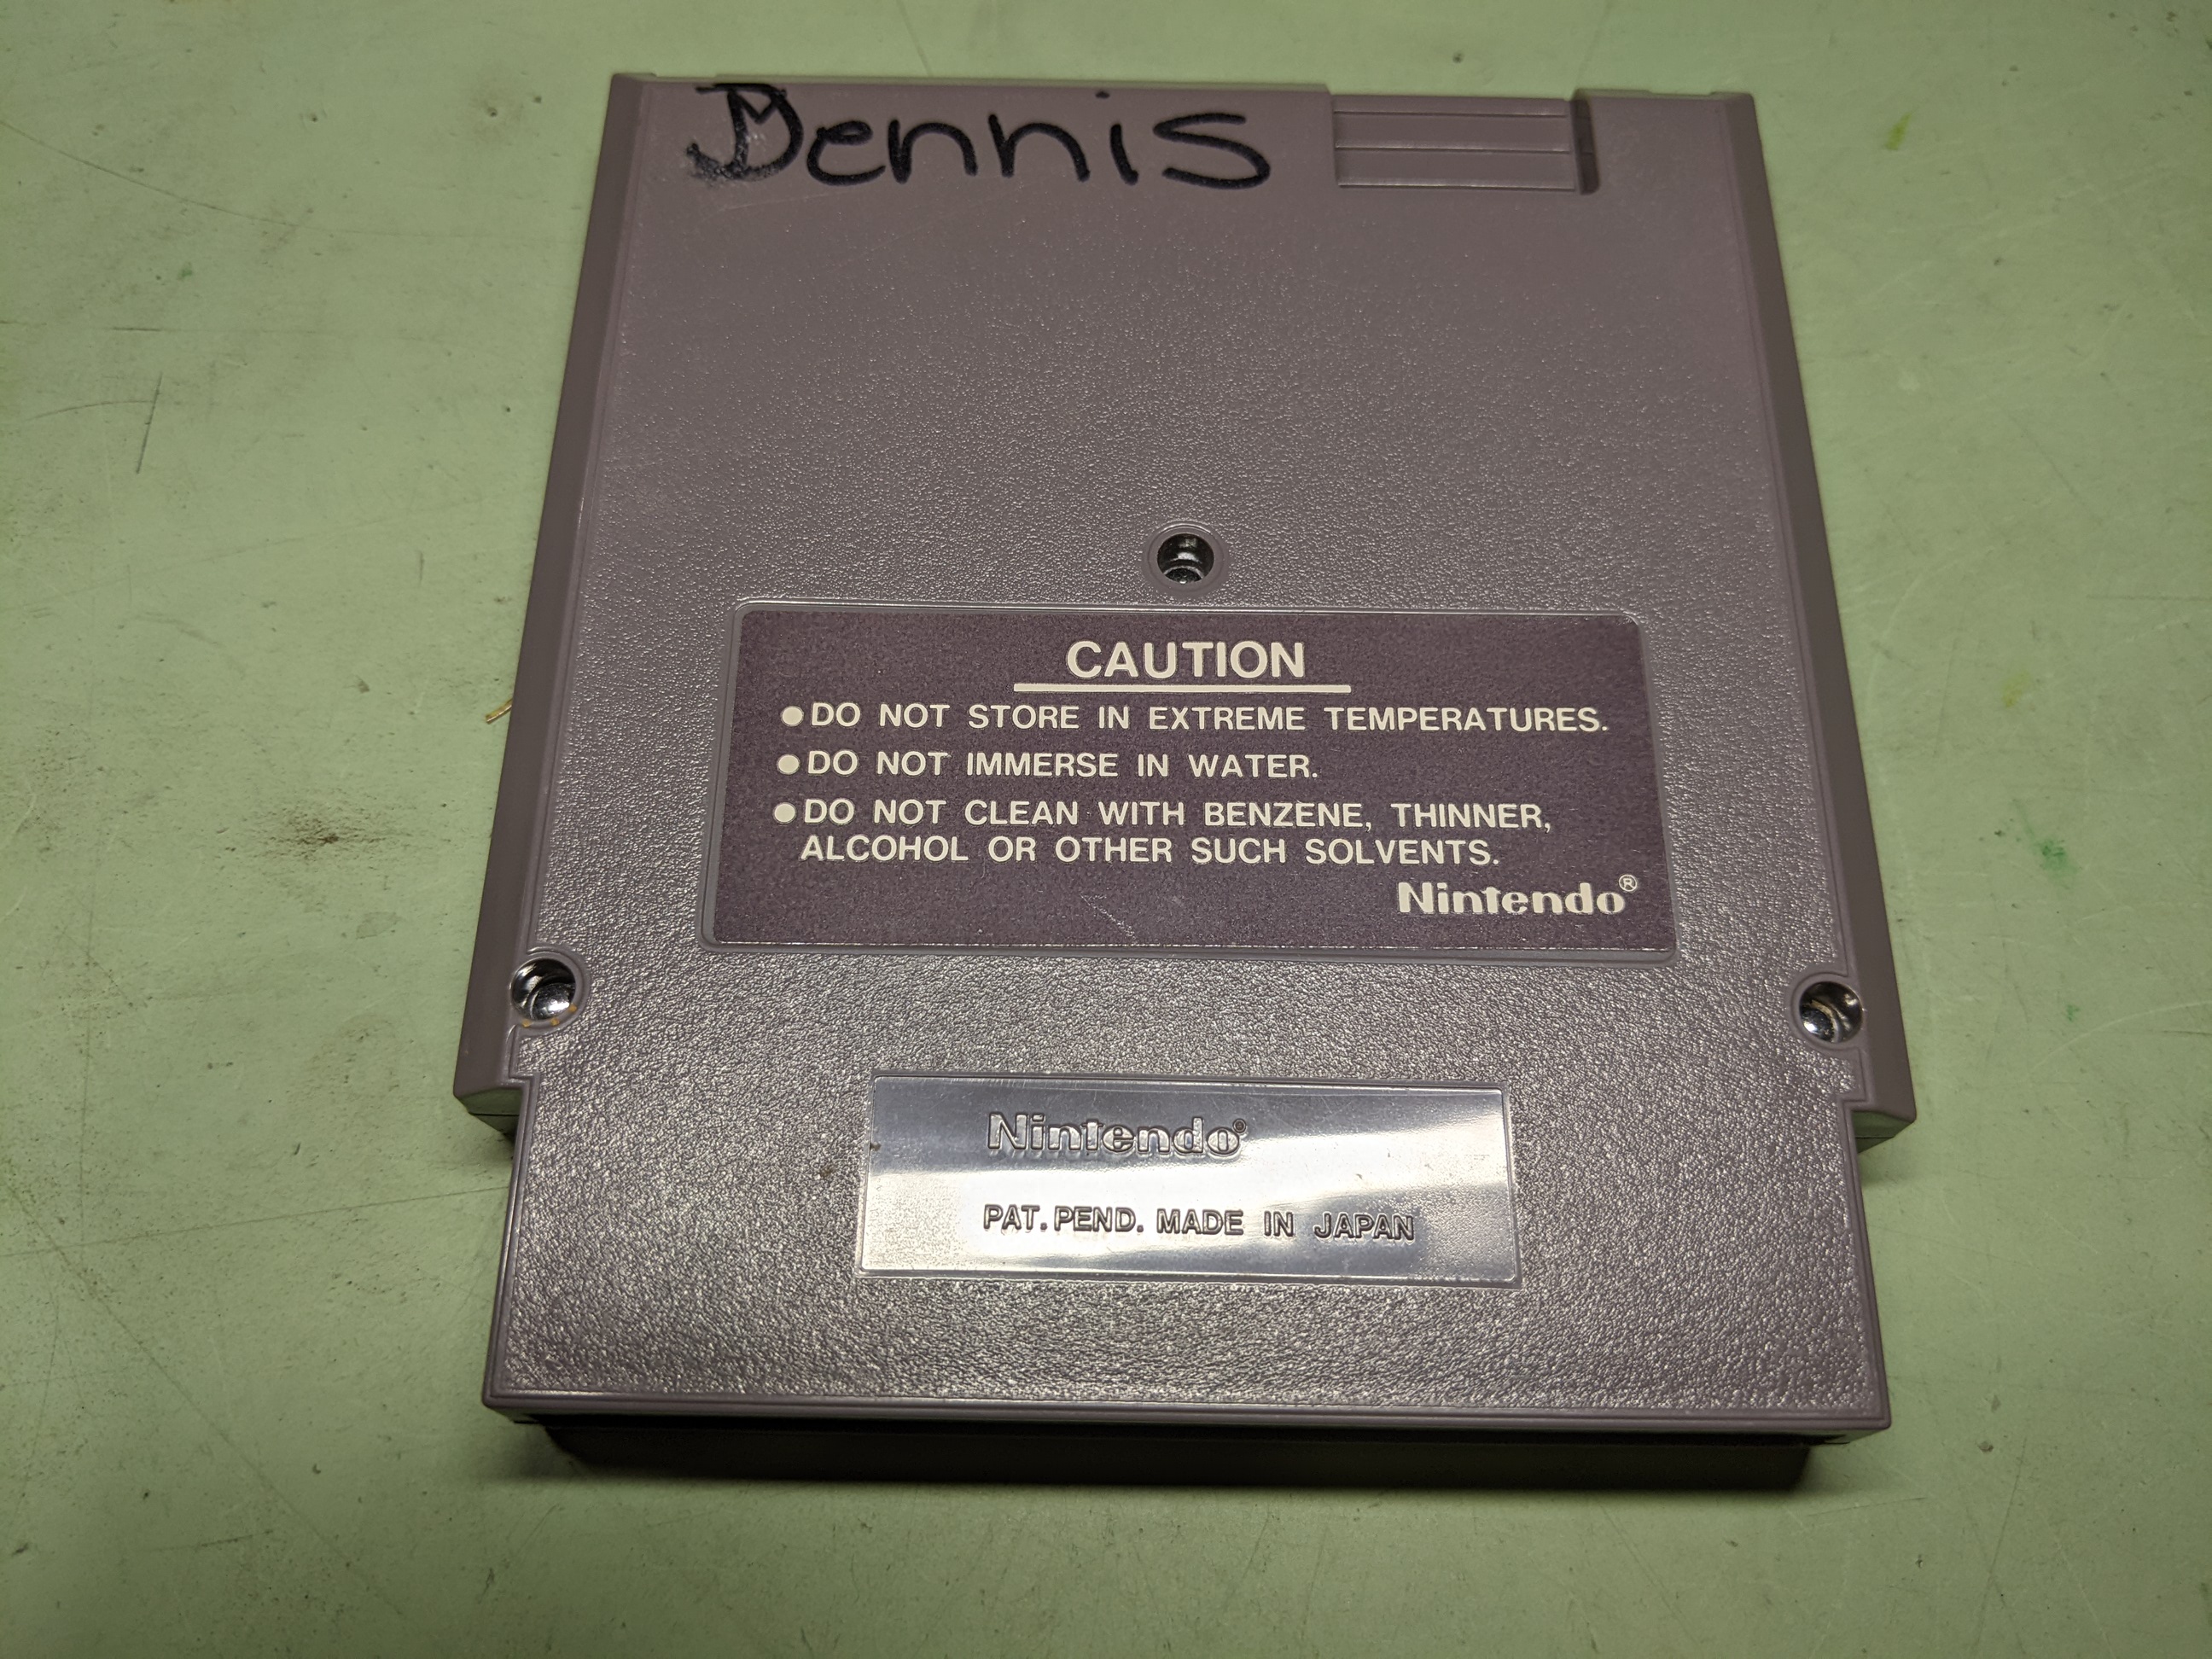 Dennis
CAUTION
●DO NOT STORE IN EXTREME TEMPERATURES.
●DO NOT IMMERSE IN WATER.
●DO NOT CLEAN WITH BENZENE, THINNER,
ALCOHOL OR OTHER SUCH SOLVENTS.
Nintendo®
Nintendo®
PAT. PEND. MADE IN JAPAN